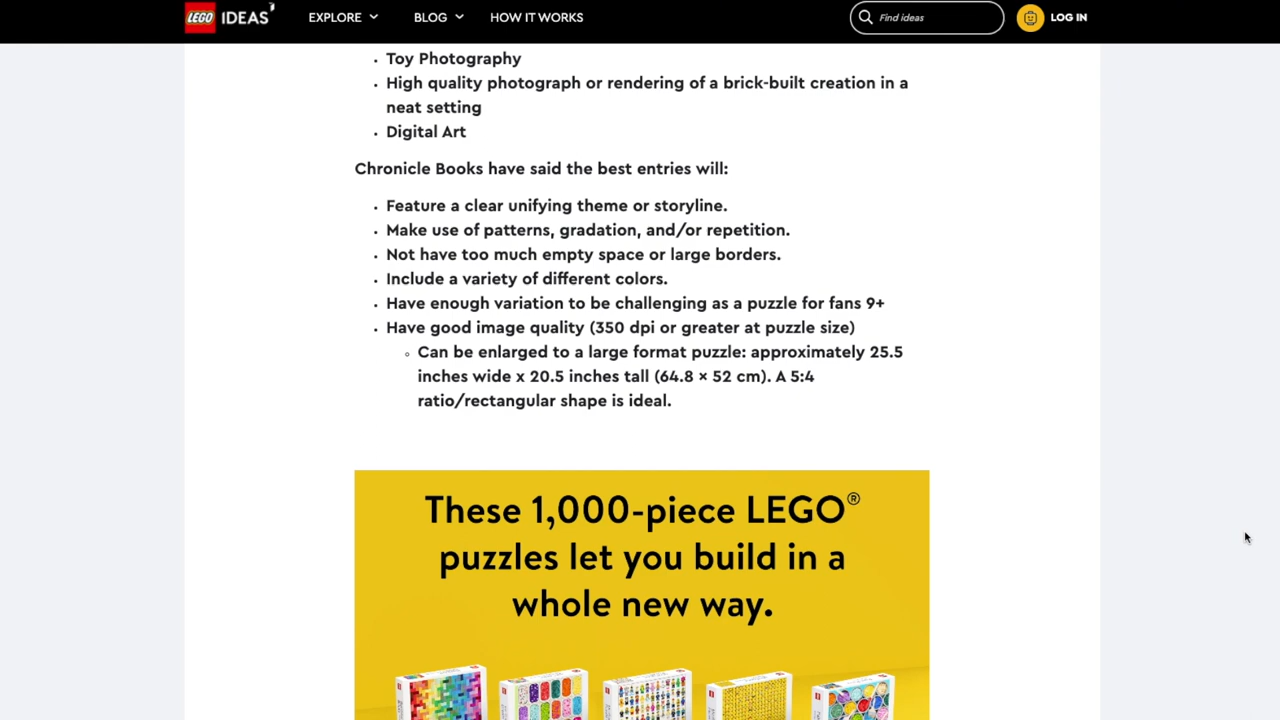 LEGO IDEAS EXPLORE BLOG HOW IT WORKS Find ideas LOG IN
• Toy Photography
• High quality photograph or rendering of a brick-built creation in a
neat setting
• Digital Art
Chronicle Books have said the best entries will:
• Feature a clear unifying theme or storyline.
• Make use of patterns, gradation, and/or repetition.
• Not have too much empty space or large borders.
• Include a variety of different colors.
• Have enough variation to be challenging as a puzzle for fans 9+
• Have good image quality (350 dpi or greater at puzzle size)
◦ Can be enlarged to a large format puzzle: approximately 25.5
inches wide x 20.5 inches tall (64.8 × 52 cm). A 5:4
ratio/rectangular shape is ideal.
These 1,000-piece LEGO®
puzzles let you build in a
whole new way.